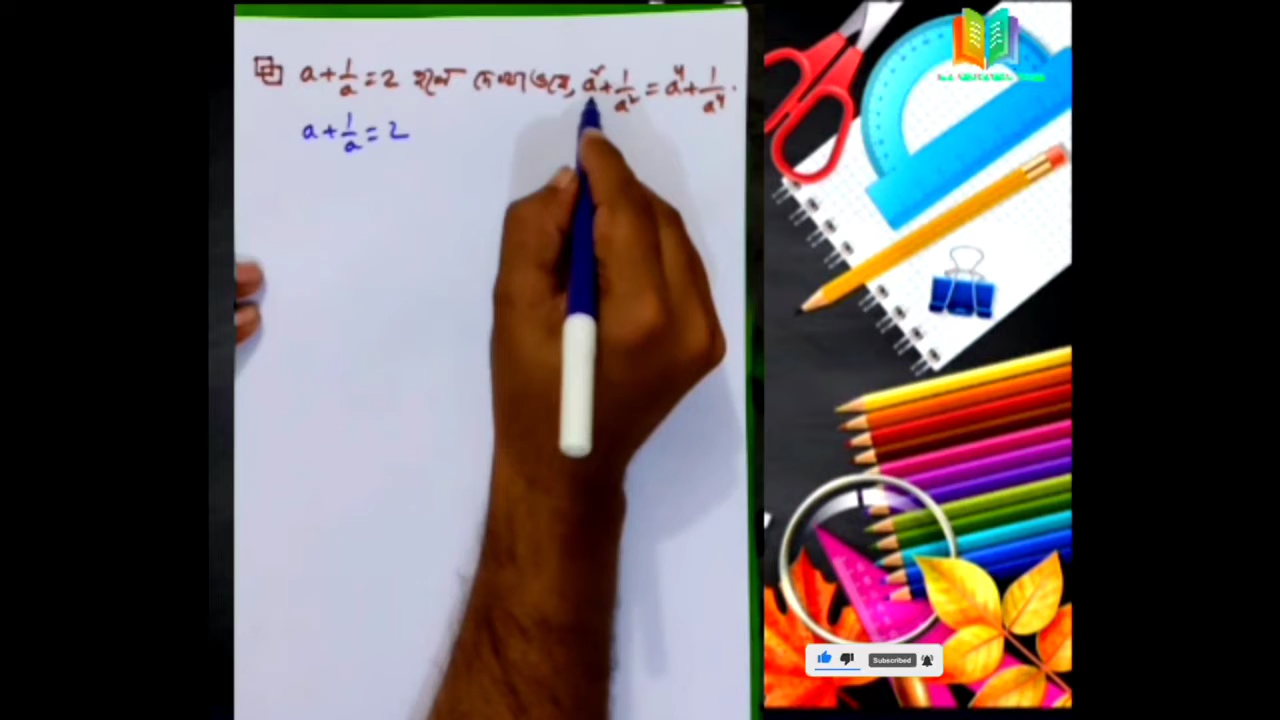 a + 1/a = 2 হলে দেখাও যে, a² + 1/a² = a⁴ + 1/a⁴.
a + 1/a = 2
Subscribed